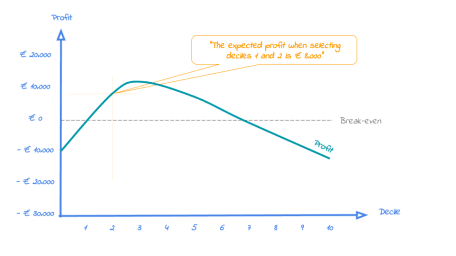 Profit
€ 20.000
"The expected profit when selecting
deciles 1 and 2 is € 8.000"
€ 10.000
€ 0
Break-even
Profit
- € 10.000
- € 20.000
- € 30.000
Decile
1 2 3 4 5 6 7 8 9 10